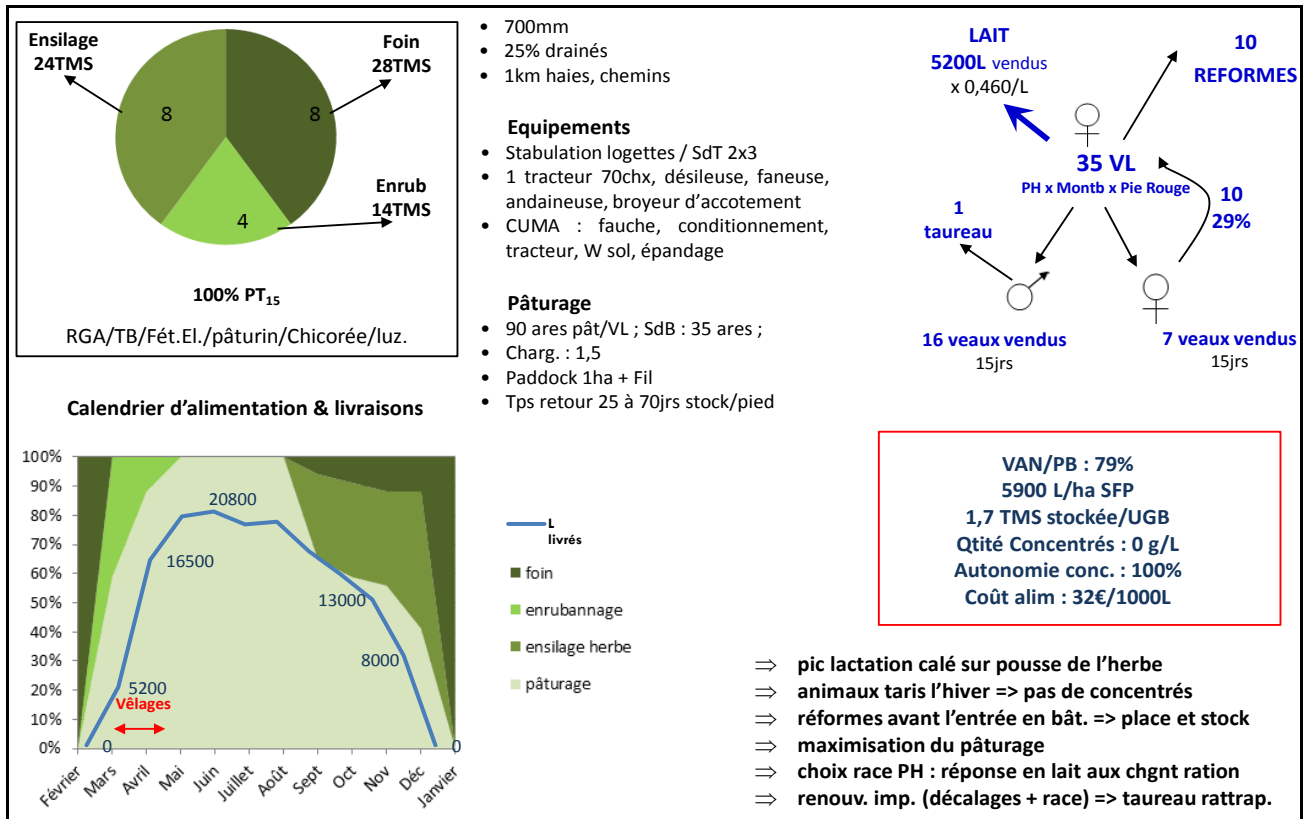 Ensilage
24TMS
Foin
28TMS
8
8
4
Enrub
14TMS
100% PT15
RGA/TB/Fét.El./pâturin/Chicorée/luz.
• 700mm
• 25% drainés
• 1km haies, chemins
Equipements
• Stabulation logettes / SdT 2x3
• 1 tracteur 70chx, désileuse, faneuse,
andaineuse, broyeur d'accotement
• CUMA : fauche, conditionnement,
tracteur, W sol, épandage
Pâturage
• 90 ares pât/VL ; SdB : 35 ares ;
• Charg. : 1,5
• Paddock 1ha + Fil
• Tps retour 25 à 70jrs stock/pied
LAIT
5200L vendus
x 0,460/L
10
REFORMES
35 VL
PH x Montb x Pie Rouge
10
29%
1
taureau
16 veaux vendus
15jrs
7 veaux vendus
15jrs
Calendrier d'alimentation & livraisons
100%
90%
80%
70%
60%
50%
40%
30%
20%
10%
0%
20800
16500
13000
8000
5200
Vêlages
0
0
Février
Mars
Avril
Mai
Juin
Juillet
Août
Sept
Oct
Nov
Déc
Janvier
L
livrés
foin
enrubannage
ensilage herbe
pâturage
VAN/PB : 79%
5900 L/ha SFP
1,7 TMS stockée/UGB
Qtité Concentrés : 0 g/L
Autonomie conc. : 100%
Coût alim : 32€/1000L
⇒ pic lactation calé sur pousse de l'herbe
⇒ animaux taris l'hiver => pas de concentrés
⇒ réformes avant l'entrée en bât. => place et stock
⇒ maximisation du pâturage
⇒ choix race PH : réponse en lait aux chgnt ration
⇒ renouv. imp. (décalages + race) => taureau rattrap.